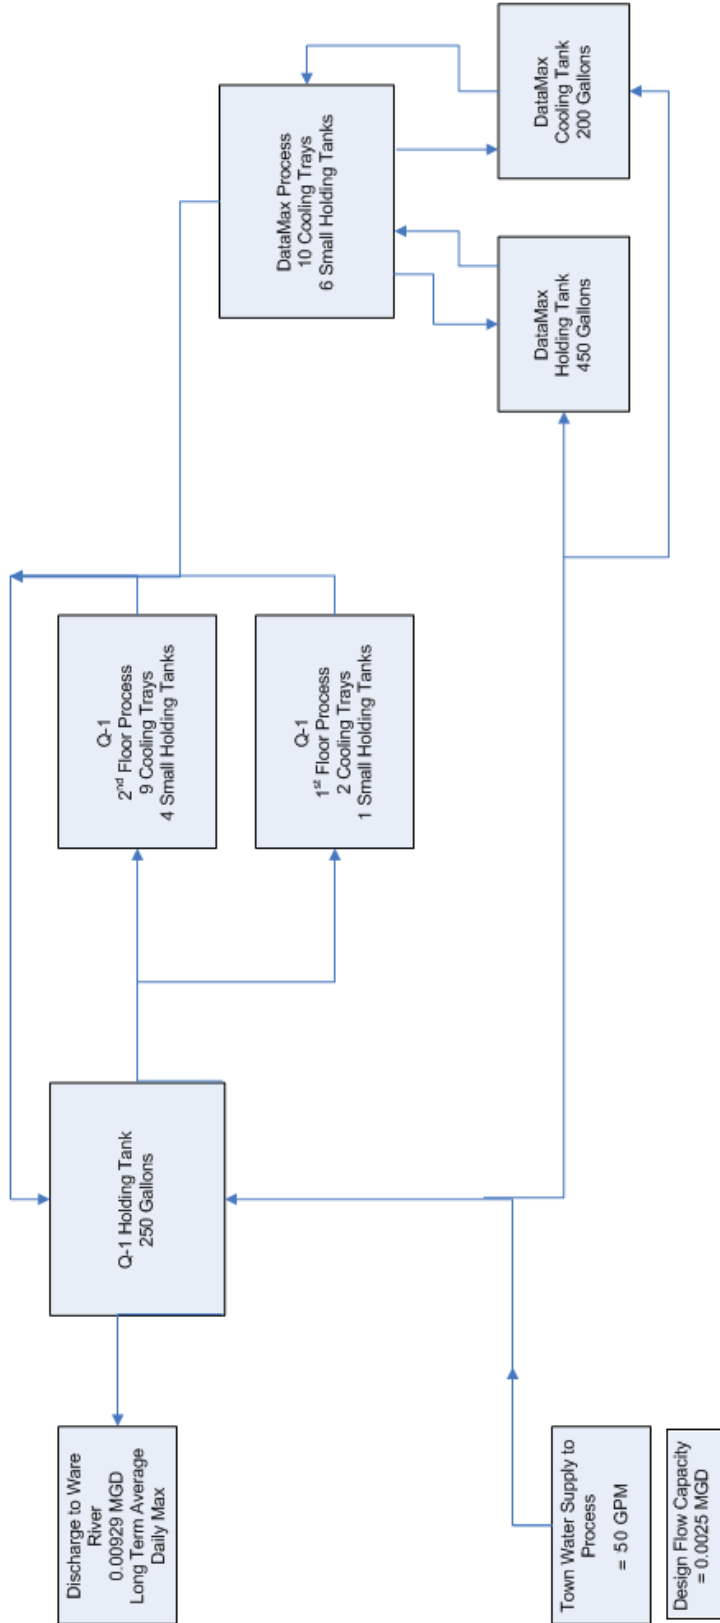 Discharge to Ware
River
0.00929 MGD
Long Term Average
Daily Max
Q-1 Holding Tank
250 Gallons
Q-1
2nd Floor Process
9 Cooling Trays
4 Small Holding Tanks
Q-1
1st Floor Process
2 Cooling Trays
1 Small Holding Tanks
DataMax Process
10 Cooling Trays
6 Small Holding Tanks
DataMax
Holding Tank
450 Gallons
DataMax
Cooling Tank
200 Gallons
Town Water Supply to
Process
= 50 GPM
Design Flow Capacity
= 0.0025 MGD